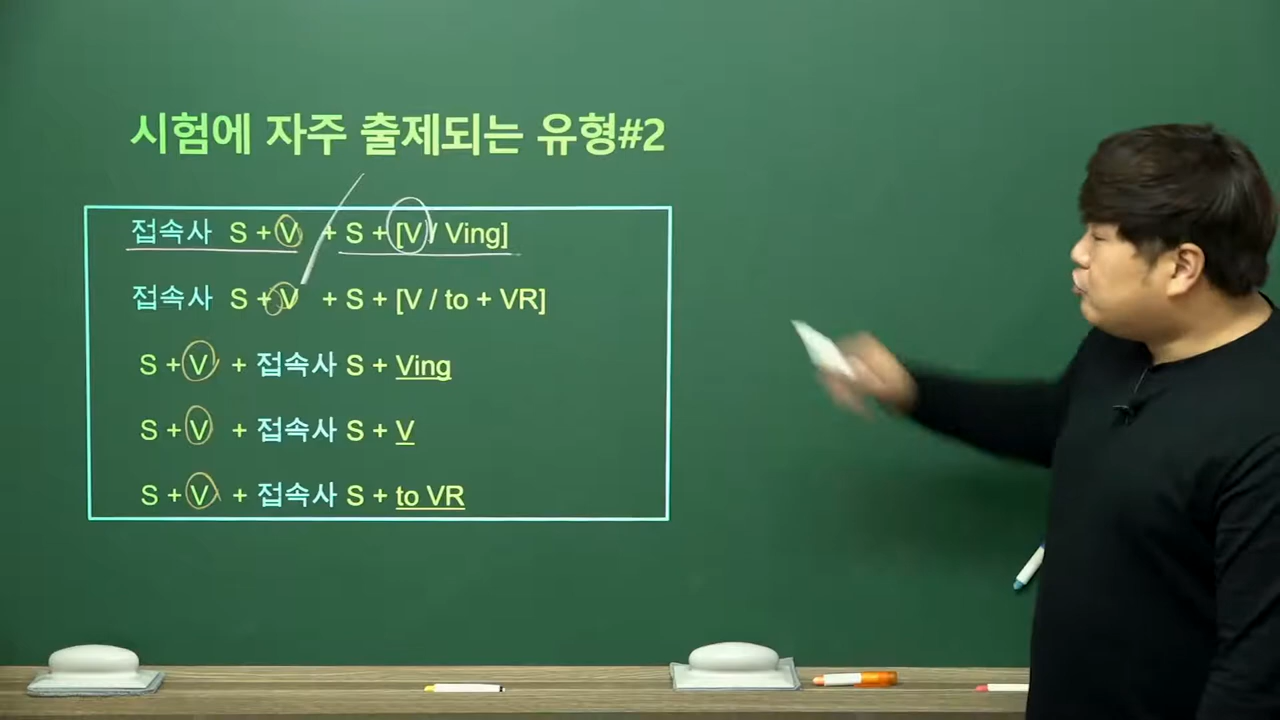 시험에 자주 출제되는 유형#2
접속사 S + V + S + [V / Ving]
접속사 S + V + S + [V / to + VR]
S + V + 접속사 S + Ving
S + V + 접속사 S + V
S + V + 접속사 S + to VR